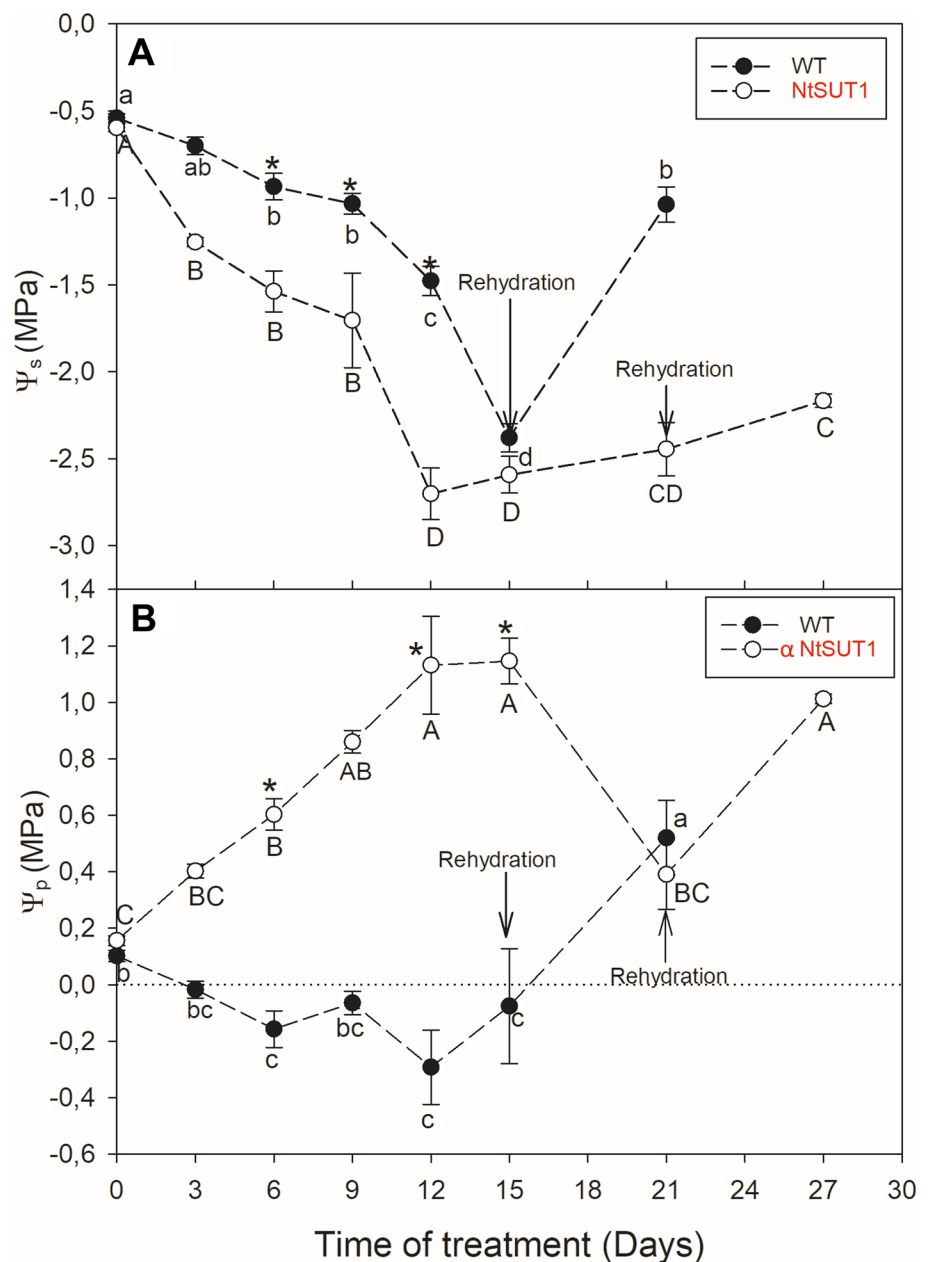 A
0,0
-0,5
-1,0
-1,5
-2,0
-2,5
-3,0
Ψs (MPa)
WT
NtSUT1
a
A
ab
B
*
b
B
*
b
B
*
c
D
Rehydration
d
D
b
Rehydration
CD
C
B
1,4
1,2
1,0
0,8
0,6
0,4
0,2
0,0
-0,2
-0,4
-0,6
Ψp (MPa)
WT
α NtSUT1
C
b
BC
bc
*
B
c
AB
bc
*
A
c
*
A
Rehydration
c
a
BC
Rehydration
A
0 3 6 9 12 15 18 21 24 27 30
Time of treatment (Days)